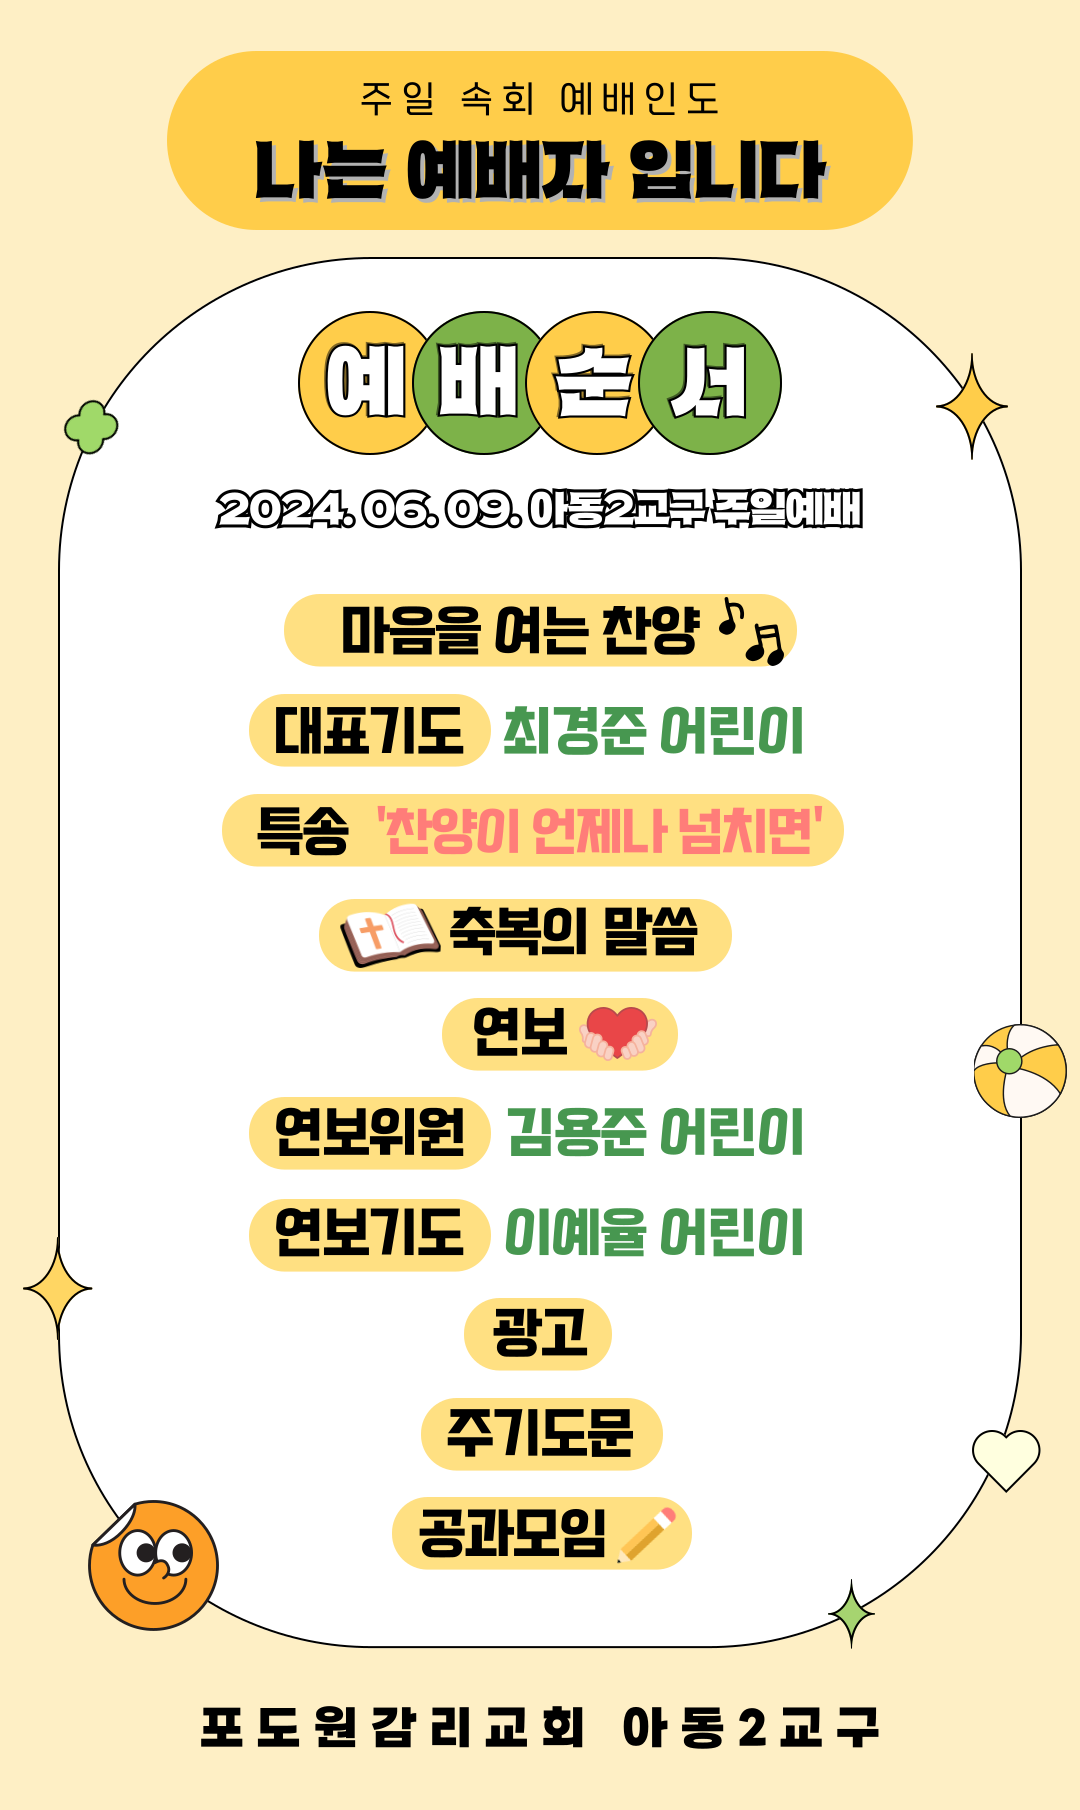 주일 속회 예배인도
나는 예배자 입니다
예배순서
2024. 06. 09. 아동2교구 주일예배
마음을 여는 찬양
대표기도 최경준 어린이
특송 '찬양이 언제나 넘치면'
축복의 말씀
연보
연보위원 김용준 어린이
연보기도 이예율 어린이
광고
주기도문
공과모임
포도원감리교회 아동2교구